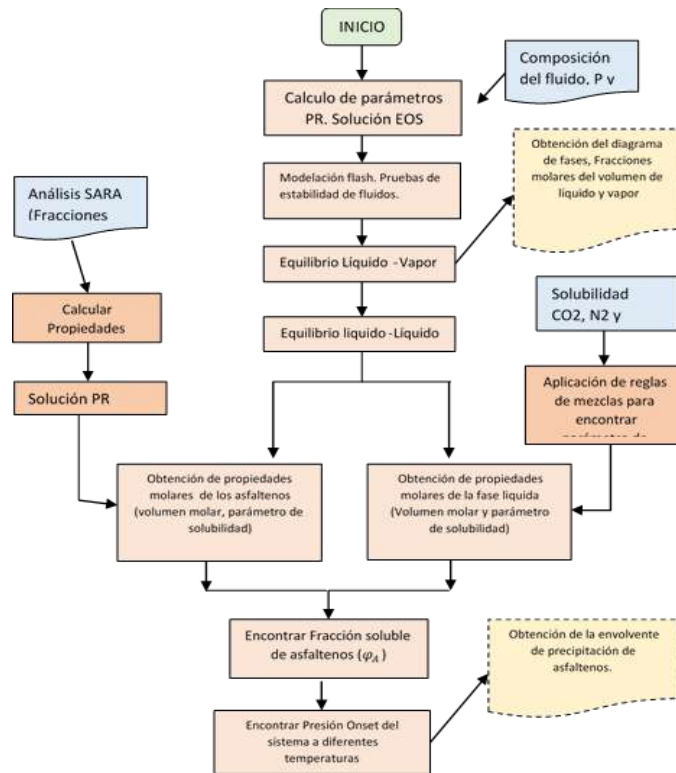 INICIO
Composición
del fluido, P y
Calculo de parámetros
PR. Solución EOS
Obtención del diagrama
de fases, Fracciones
molares del volumen de
líquido y vapor
Modelación flash. Pruebas de
estabilidad de fluidos.
Análisis SARA
(Fracciones
Equilibrio Líquido - Vapor
Solubilidad
CO2, N2 y
Calcular
Propiedades
Equilibrio liquido -Líquido
Solución PR
Aplicación de reglas
de mezclas para
encontrar
parámetro de
Obtención de propiedades
molares de los asfaltenos
(volumen molar, parámetro de
solubilidad)
Obtención de propiedades
molares de la fase liquida
(Volumen molar y parámetro
de solubilidad)
Encontrar Fracción soluble
de asfaltenos (φ_A)
Obtención de la envolvente
de precipitación de
asfaltenos.
Encontrar Presión Onset del
sistema a diferentes
temperaturas